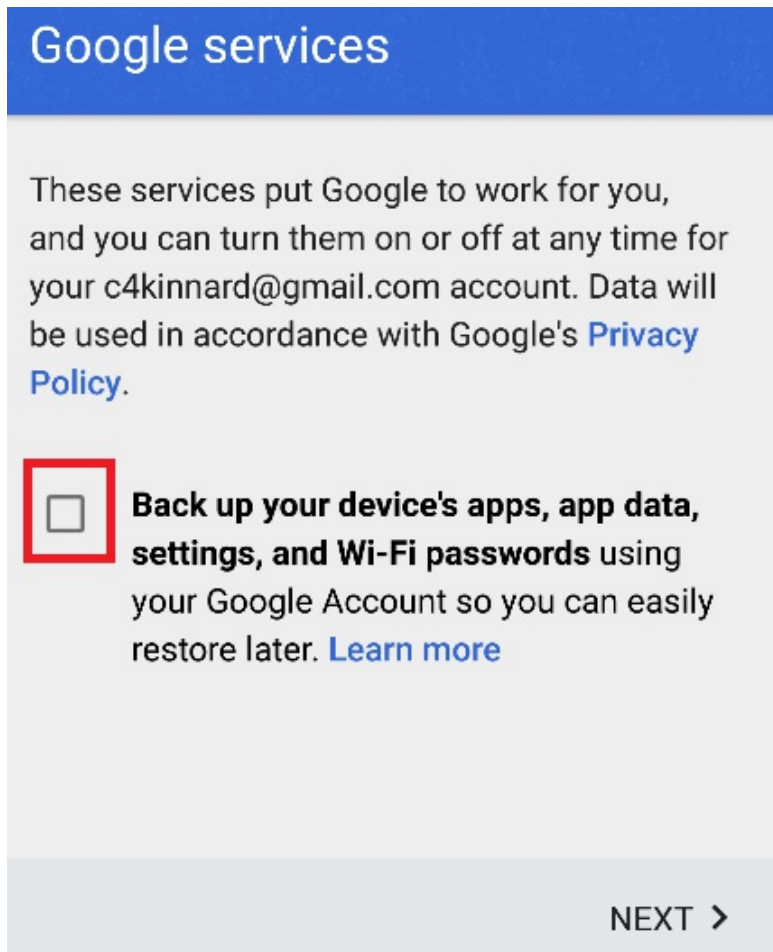 Google services
These services put Google to work for you,
and you can turn them on or off at any time for
your c4kinnard@gmail.com account. Data will
be used in accordance with Google's Privacy
Policy.
Back up your device's apps, app data,
settings, and Wi-Fi passwords using
your Google Account so you can easily
restore later. Learn more
NEXT >